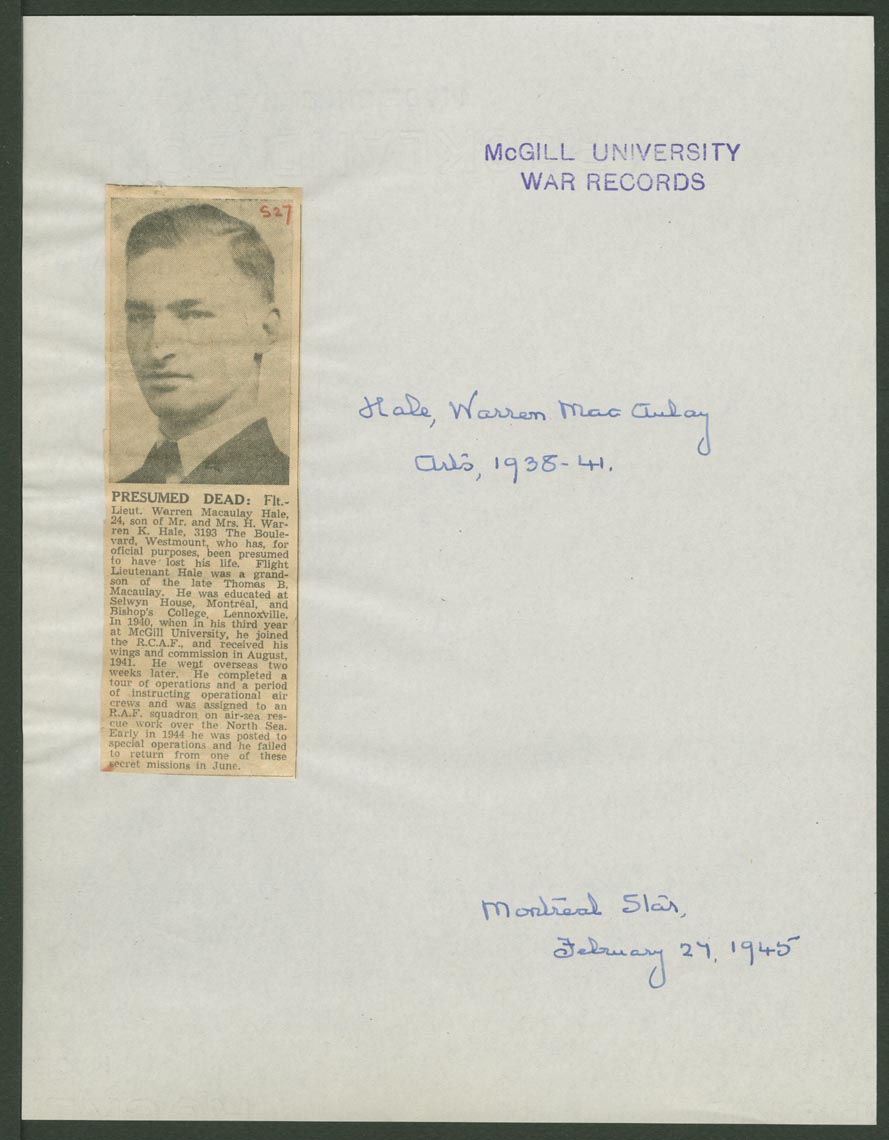 McGILL UNIVERSITY
WAR RECORDS
527
Hale, Warren MacAulay
Arts, 1938-41.
PRESUMED DEAD: Flt.-
Lieut. Warren Macaulay Hale,
24, son of Mr. and Mrs. H. War-
ren K. Hale, 3193 The Boule-
vard, Westmount, who has, for
oficial purposes, been presumed
to have lost his life. Flight
Lieutenant Hale was a grand-
son of the late Thomas B.
Macaulay. He was educated at
Selwyn House, Montreal, and
Bishop's College, Lennoxville.
In 1940, when in his third year
at McGill University, he joined
the R.C.A.F., and received his
wings and commission in August,
1941. He went overseas two
weeks later. He completed a
tour of operations and a period
of instructing operational air
crews and was assigned to an
R.A.F. squadron on air-sea res-
cue work over the North Sea.
Early in 1944 he was posted to
special operations and he failed
to return from one of these
secret missions in June.
Montreal Star,
February 27, 1945